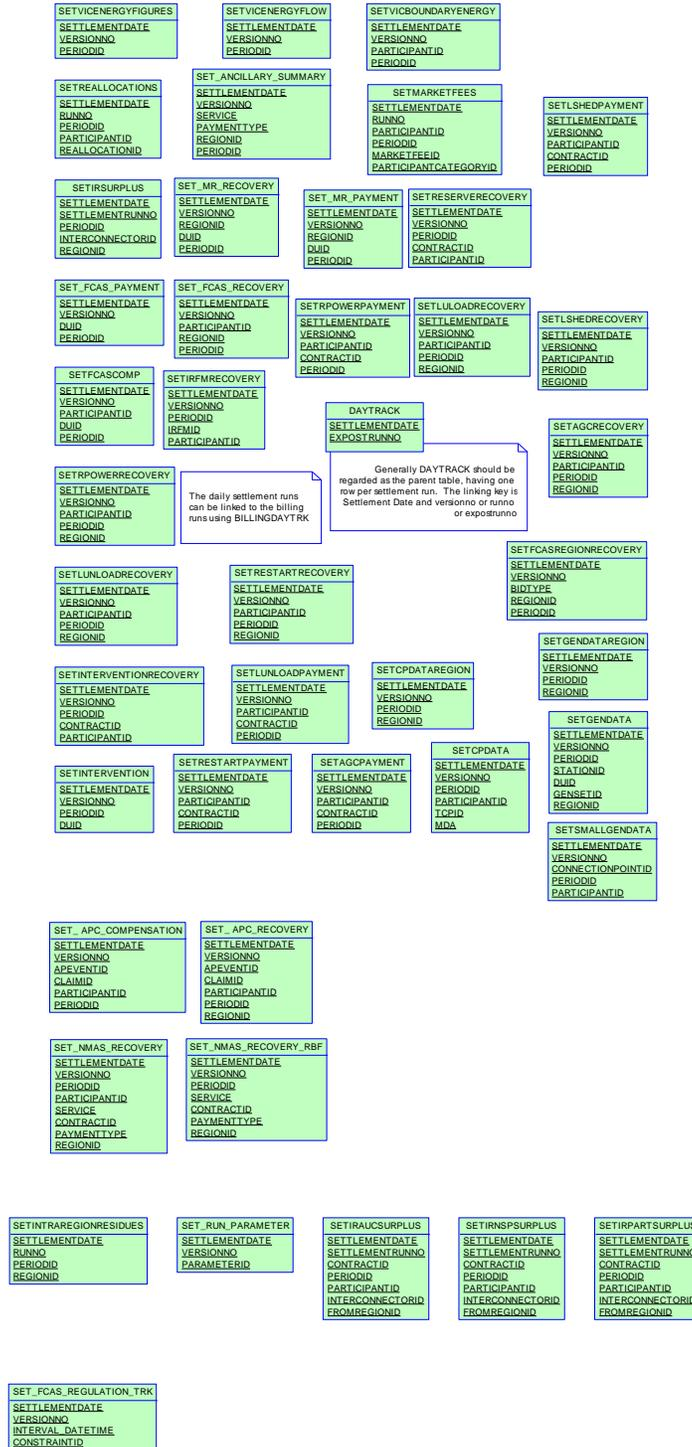 SETVICENERGYFIGURES
SETTLEMENTDATE
VERSIONNO
PERIODID
SETVICENERGYFLOW
SETTLEMENTDATE
VERSIONNO
PERIODID
SETVICBOUNDARYENERGY
SETTLEMENTDATE
VERSIONNO
PARTICIPANTID
PERIODID
SETREALLOCATIONS
SETTLEMENTDATE
RUNNO
PERIODID
PARTICIPANTID
REALLOCATIONID
SET_ANCILLARY_SUMMARY
SETTLEMENTDATE
VERSIONNO
SERVICE
PAYMENTTYPE
REGIONID
PERIODID
SETMARKETFEES
SETTLEMENTDATE
RUNNO
PARTICIPANTID
PERIODID
MARKETFEEID
PARTICIPANTCATEGORYID
SETLSHEDPAYMENT
SETTLEMENTDATE
VERSIONNO
PARTICIPANTID
CONTRACTID
PERIODID
SETIRSURPLUS
SETTLEMENTDATE
SETTLEMENTRUNNO
PERIODID
INTERCONNECTORID
REGIONID
SET_MR_RECOVERY
SETTLEMENTDATE
VERSIONNO
REGIONID
DUID
PERIODID
SET_MR_PAYMENT
SETTLEMENTDATE
VERSIONNO
REGIONID
DUID
PERIODID
SETRESERVERECOVERY
SETTLEMENTDATE
VERSIONNO
PERIODID
CONTRACTID
PARTICIPANTID
SET_FCAS_PAYMENT
SETTLEMENTDATE
VERSIONNO
DUID
PERIODID
SET_FCAS_RECOVERY
SETTLEMENTDATE
VERSIONNO
PARTICIPANTID
REGIONID
PERIODID
SETRPOWERPAYMENT
SETTLEMENTDATE
VERSIONNO
PARTICIPANTID
CONTRACTID
PERIODID
SETLULOADRECOVERY
SETTLEMENTDATE
VERSIONNO
PARTICIPANTID
PERIODID
REGIONID
SETLSHEDRECOVERY
SETTLEMENTDATE
VERSIONNO
PARTICIPANTID
PERIODID
REGIONID
SETFCASCOMP
SETTLEMENTDATE
VERSIONNO
PARTICIPANTID
DUID
PERIODID
SETIRFMRECOVERY
SETTLEMENTDATE
VERSIONNO
PERIODID
IRFMID
PARTICIPANTID
DAYTRACK
SETTLEMENTDATE
EXPOSTRUNNO
Generally DAYTRACK should be
regarded as the parent table, having one
row per settlement run. The linking key is
Settlement Date and versionno or runno
or expostrunno
SETAGCRECOVERY
SETTLEMENTDATE
VERSIONNO
PARTICIPANTID
PERIODID
REGIONID
SETRPOWERRECOVERY
SETTLEMENTDATE
VERSIONNO
PARTICIPANTID
PERIODID
REGIONID
The daily settlement runs
can be linked to the billing
runs using BILLINGDAYTRK
SETFCASREGIONRECOVERY
SETTLEMENTDATE
VERSIONNO
BIDTYPE
REGIONID
PERIODID
SETLUNLOADRECOVERY
SETTLEMENTDATE
VERSIONNO
PARTICIPANTID
PERIODID
REGIONID
SETRESTARTRECOVERY
SETTLEMENTDATE
VERSIONNO
PARTICIPANTID
PERIODID
REGIONID
SETGENDATAREGION
SETTLEMENTDATE
VERSIONNO
PERIODID
REGIONID
SETINTERVENTIONRECOVERY
SETTLEMENTDATE
VERSIONNO
PERIODID
CONTRACTID
PARTICIPANTID
SETLUNLOADPAYMENT
SETTLEMENTDATE
VERSIONNO
PARTICIPANTID
CONTRACTID
PERIODID
SETCPDATAREGION
SETTLEMENTDATE
VERSIONNO
PERIODID
REGIONID
SETGENDATA
SETTLEMENTDATE
VERSIONNO
PERIODID
STATIONID
DUID
GENSETID
REGIONID
SETINTERVENTION
SETTLEMENTDATE
VERSIONNO
PERIODID
DUID
SETRESTARTPAYMENT
SETTLEMENTDATE
VERSIONNO
PARTICIPANTID
CONTRACTID
PERIODID
SETAGCPAYMENT
SETTLEMENTDATE
VERSIONNO
PARTICIPANTID
CONTRACTID
PERIODID
SETCPDATA
SETTLEMENTDATE
VERSIONNO
PERIODID
PARTICIPANTID
TCPID
MDA
SETSMALLGENDATA
SETTLEMENTDATE
VERSIONNO
CONNECTIONPOINTID
PERIODID
PARTICIPANTID
SET_ APC_COMPENSATION
SETTLEMENTDATE
VERSIONNO
APEVENTID
CLAIMID
PARTICIPANTID
PERIODID
SET_ APC_RECOVERY
SETTLEMENTDATE
VERSIONNO
APEVENTID
CLAIMID
PARTICIPANTID
PERIODID
REGIONID
SET_NMAS_RECOVERY
SETTLEMENTDATE
VERSIONNO
PERIODID
PARTICIPANTID
SERVICE
CONTRACTID
PAYMENTTYPE
REGIONID
SET_NMAS_RECOVERY_RBF
SETTLEMENTDATE
VERSIONNO
PERIODID
SERVICE
CONTRACTID
PAYMENTTYPE
REGIONID
SETINTRAREGIONRESIDUES
SETTLEMENTDATE
RUNNO
PERIODID
REGIONID
SET_RUN_PARAMETER
SETTLEMENTDATE
VERSIONNO
PARAMETERID
SETIRAUCSURPLUS
SETTLEMENTDATE
SETTLEMENTRUNNO
CONTRACTID
PERIODID
PARTICIPANTID
INTERCONNECTORID
FROMREGIONID
SETIRNSPSURPLUS
SETTLEMENTDATE
SETTLEMENTRUNNO
CONTRACTID
PERIODID
PARTICIPANTID
INTERCONNECTORID
FROMREGIONID
SETIRPARTSURPLUS
SETTLEMENTDATE
SETTLEMENTRUNNO
CONTRACTID
PERIODID
PARTICIPANTID
INTERCONNECTORID
FROMREGIONID
SET_FCAS_REGULATION_TRK
SETTLEMENTDATE
VERSIONNO
INTERVAL_DATETIME
CONSTRAINTID